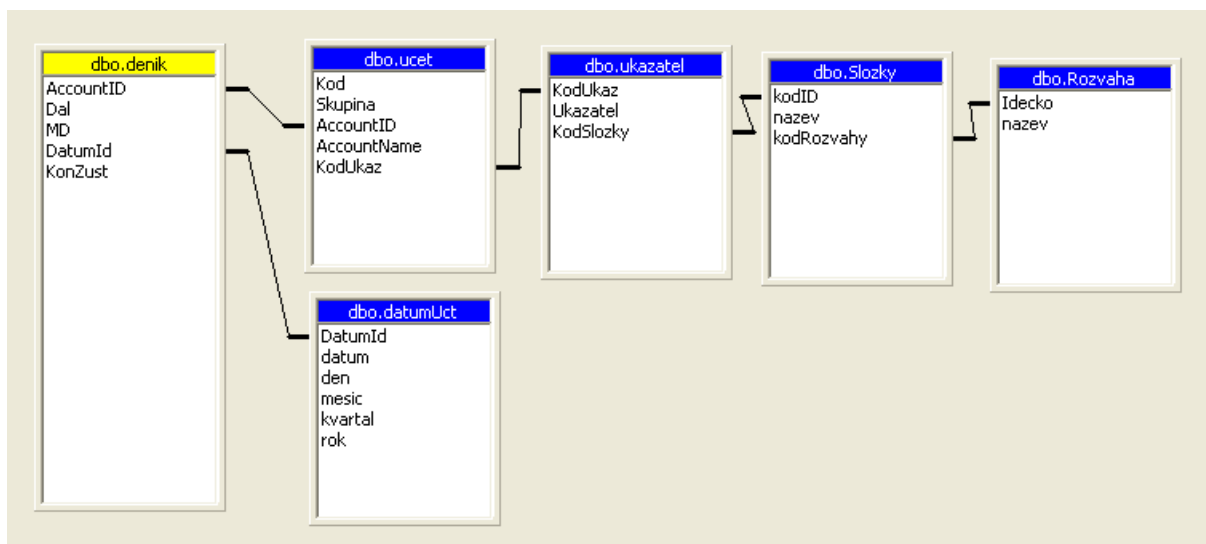 dbo.denik
AccountID
Dal
MD
DatumId
KonZust
dbo.ucet
Kod
Skupina
AccountID
AccountName
KodUkaz
dbo.ukazatel
KodUkaz
Ukazatel
KodSlozky
dbo.Slozky
kodID
nazev
kodRozvahy
dbo.Rozvaha
Idecko
nazev
dbo.datumUct
DatumId
datum
den
mesic
kvartal
rok